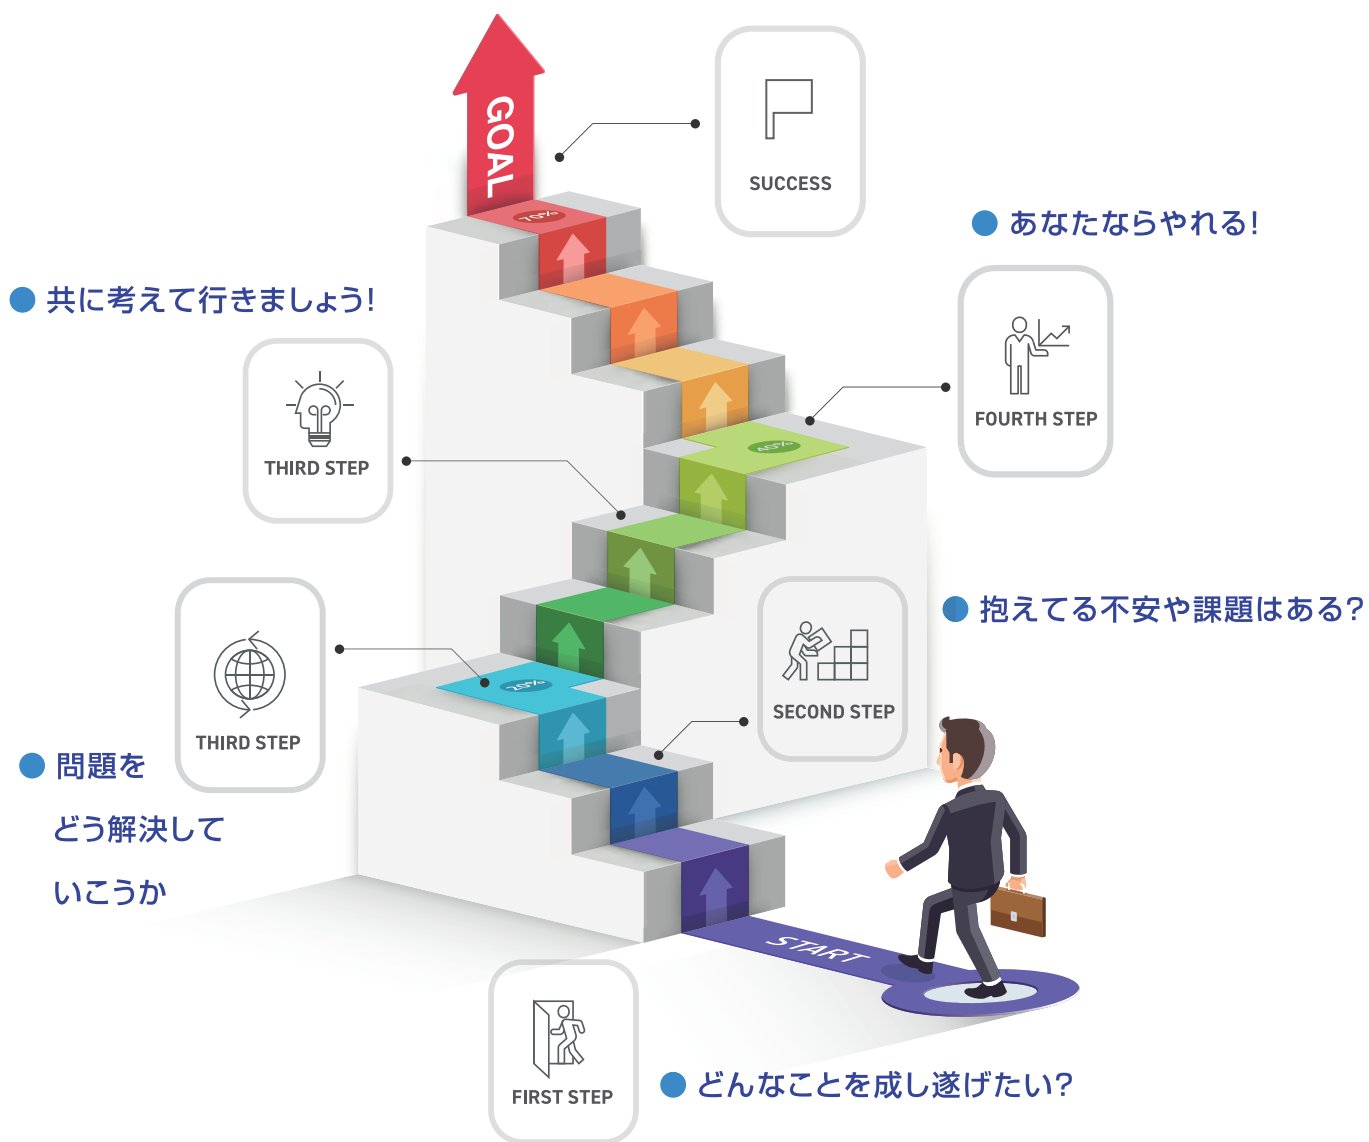 GOAL
SUCCESS
70%
● あなたならやれる!
● 共に考えて行きましょう!
FOURTH STEP
40%
THIRD STEP
● 抱えてる不安や課題はある?
20%
SECOND STEP
THIRD STEP
● 問題を
どう解決して
いこうか
START
FIRST STEP
● どんなことを成し遂げたい?